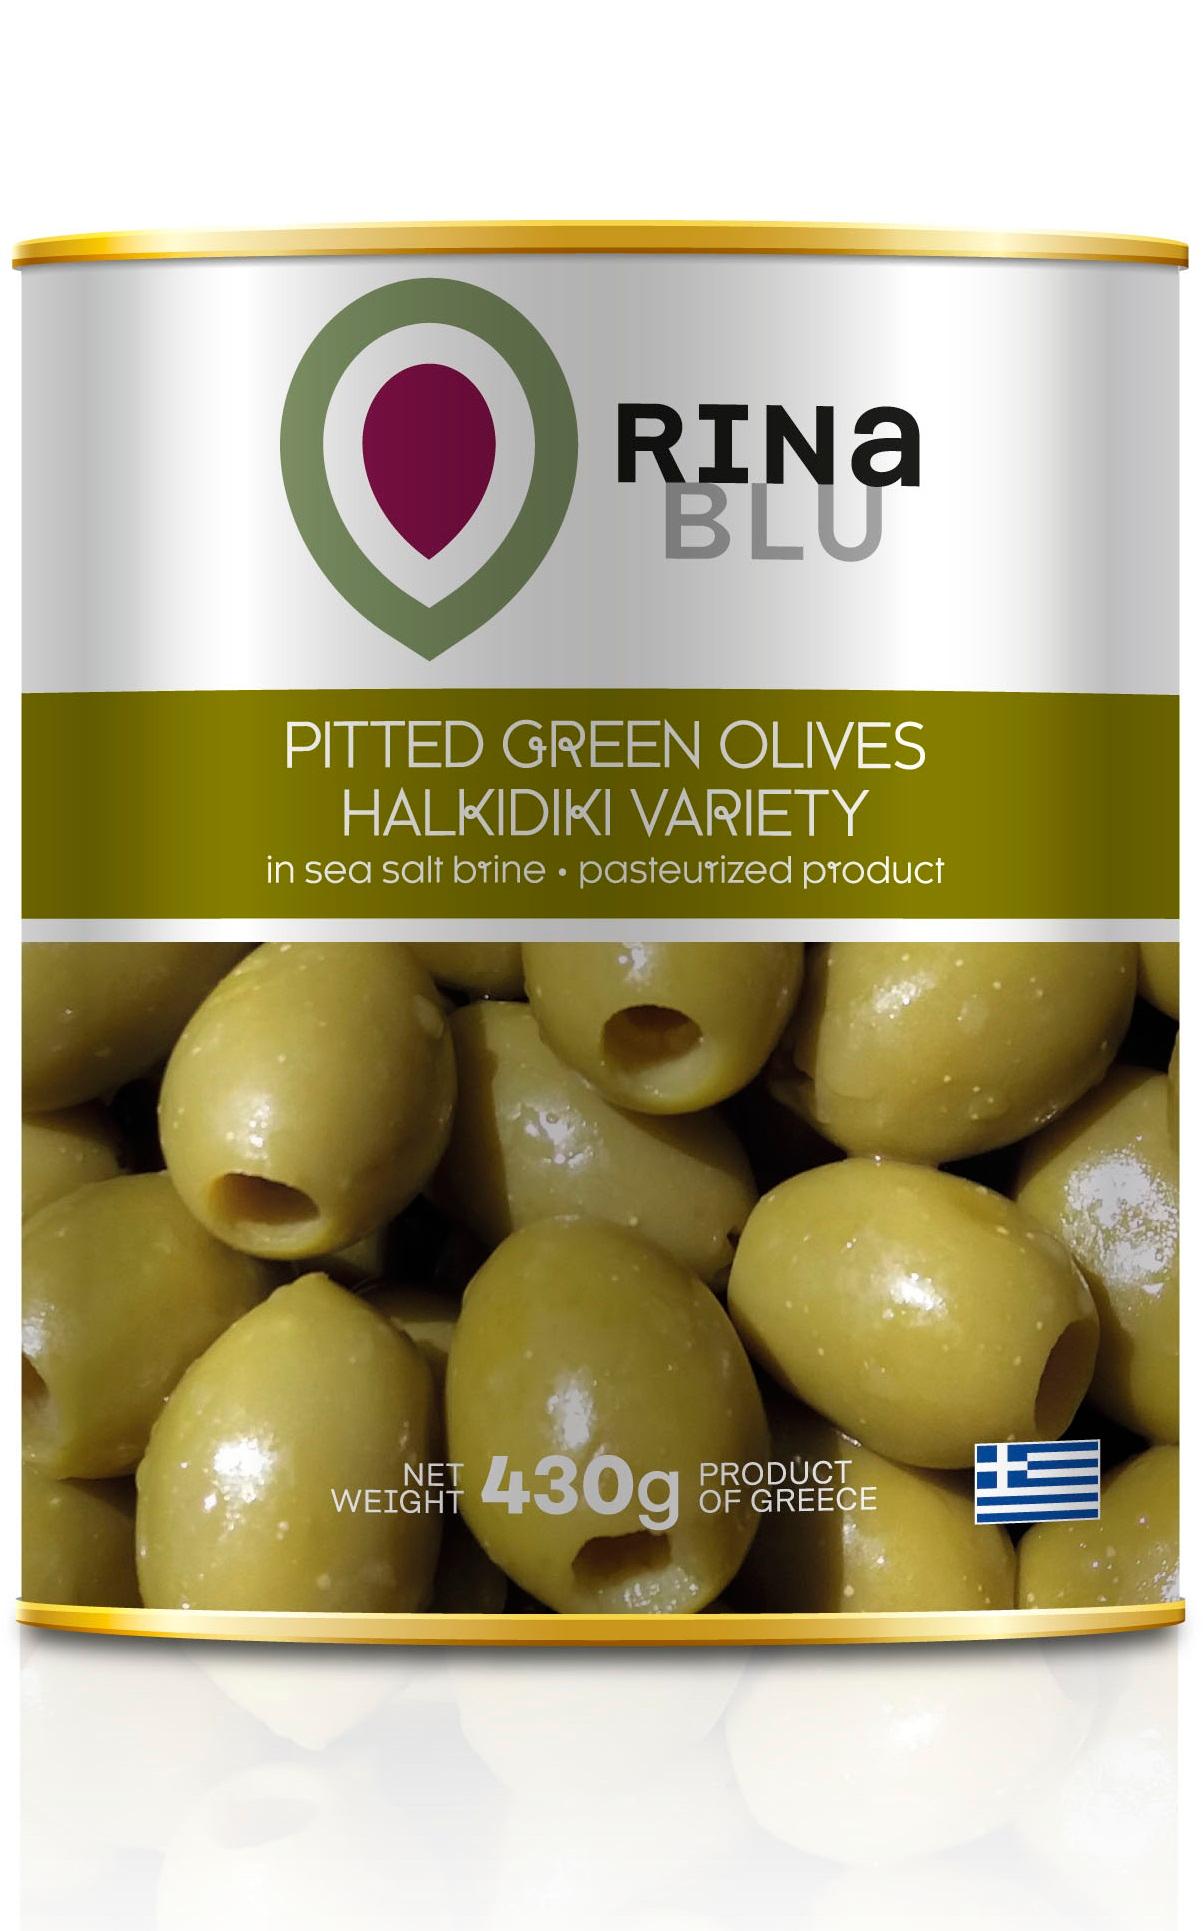 RINa
BLU
PITTED GREEN OLIVES
HALKIDIKI VARIETY
in sea salt brine • pasteurized product
NET WEIGHT 430g PRODUCT OF GREECE